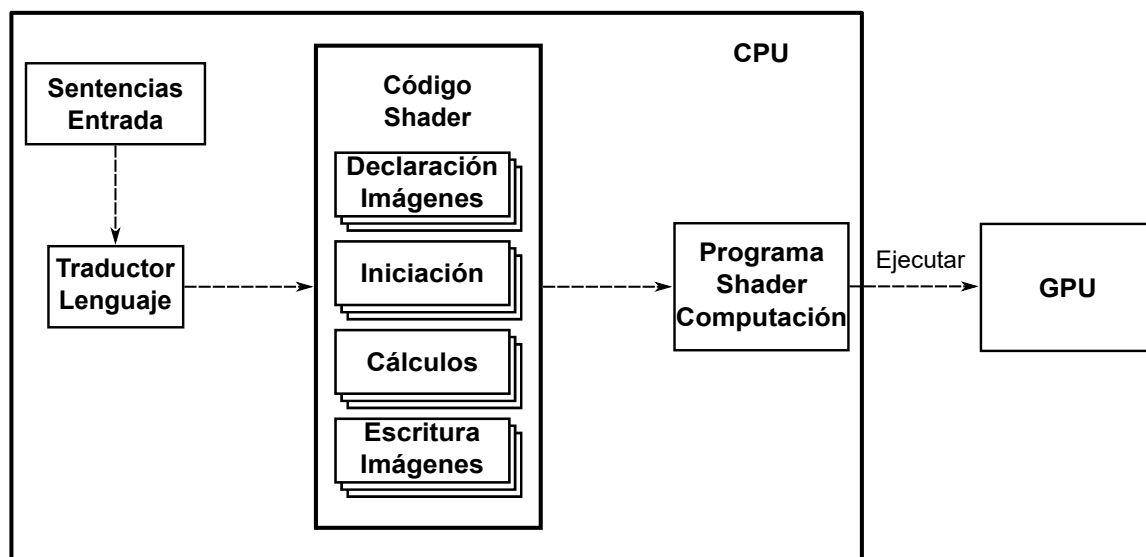 CPU
Sentencias
Entrada
Traductor
Lenguaje
Código
Shader
Declaración
Imágenes
Iniciación
Cálculos
Escritura
Imágenes
Programa
Shader
Computación
Ejecutar
GPU